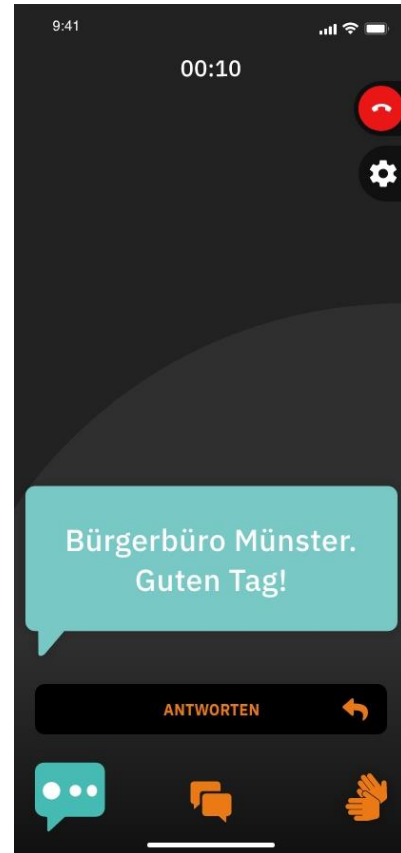 9:41
00:10
Bürgerbüro Münster.
Guten Tag!
ANTWORTEN